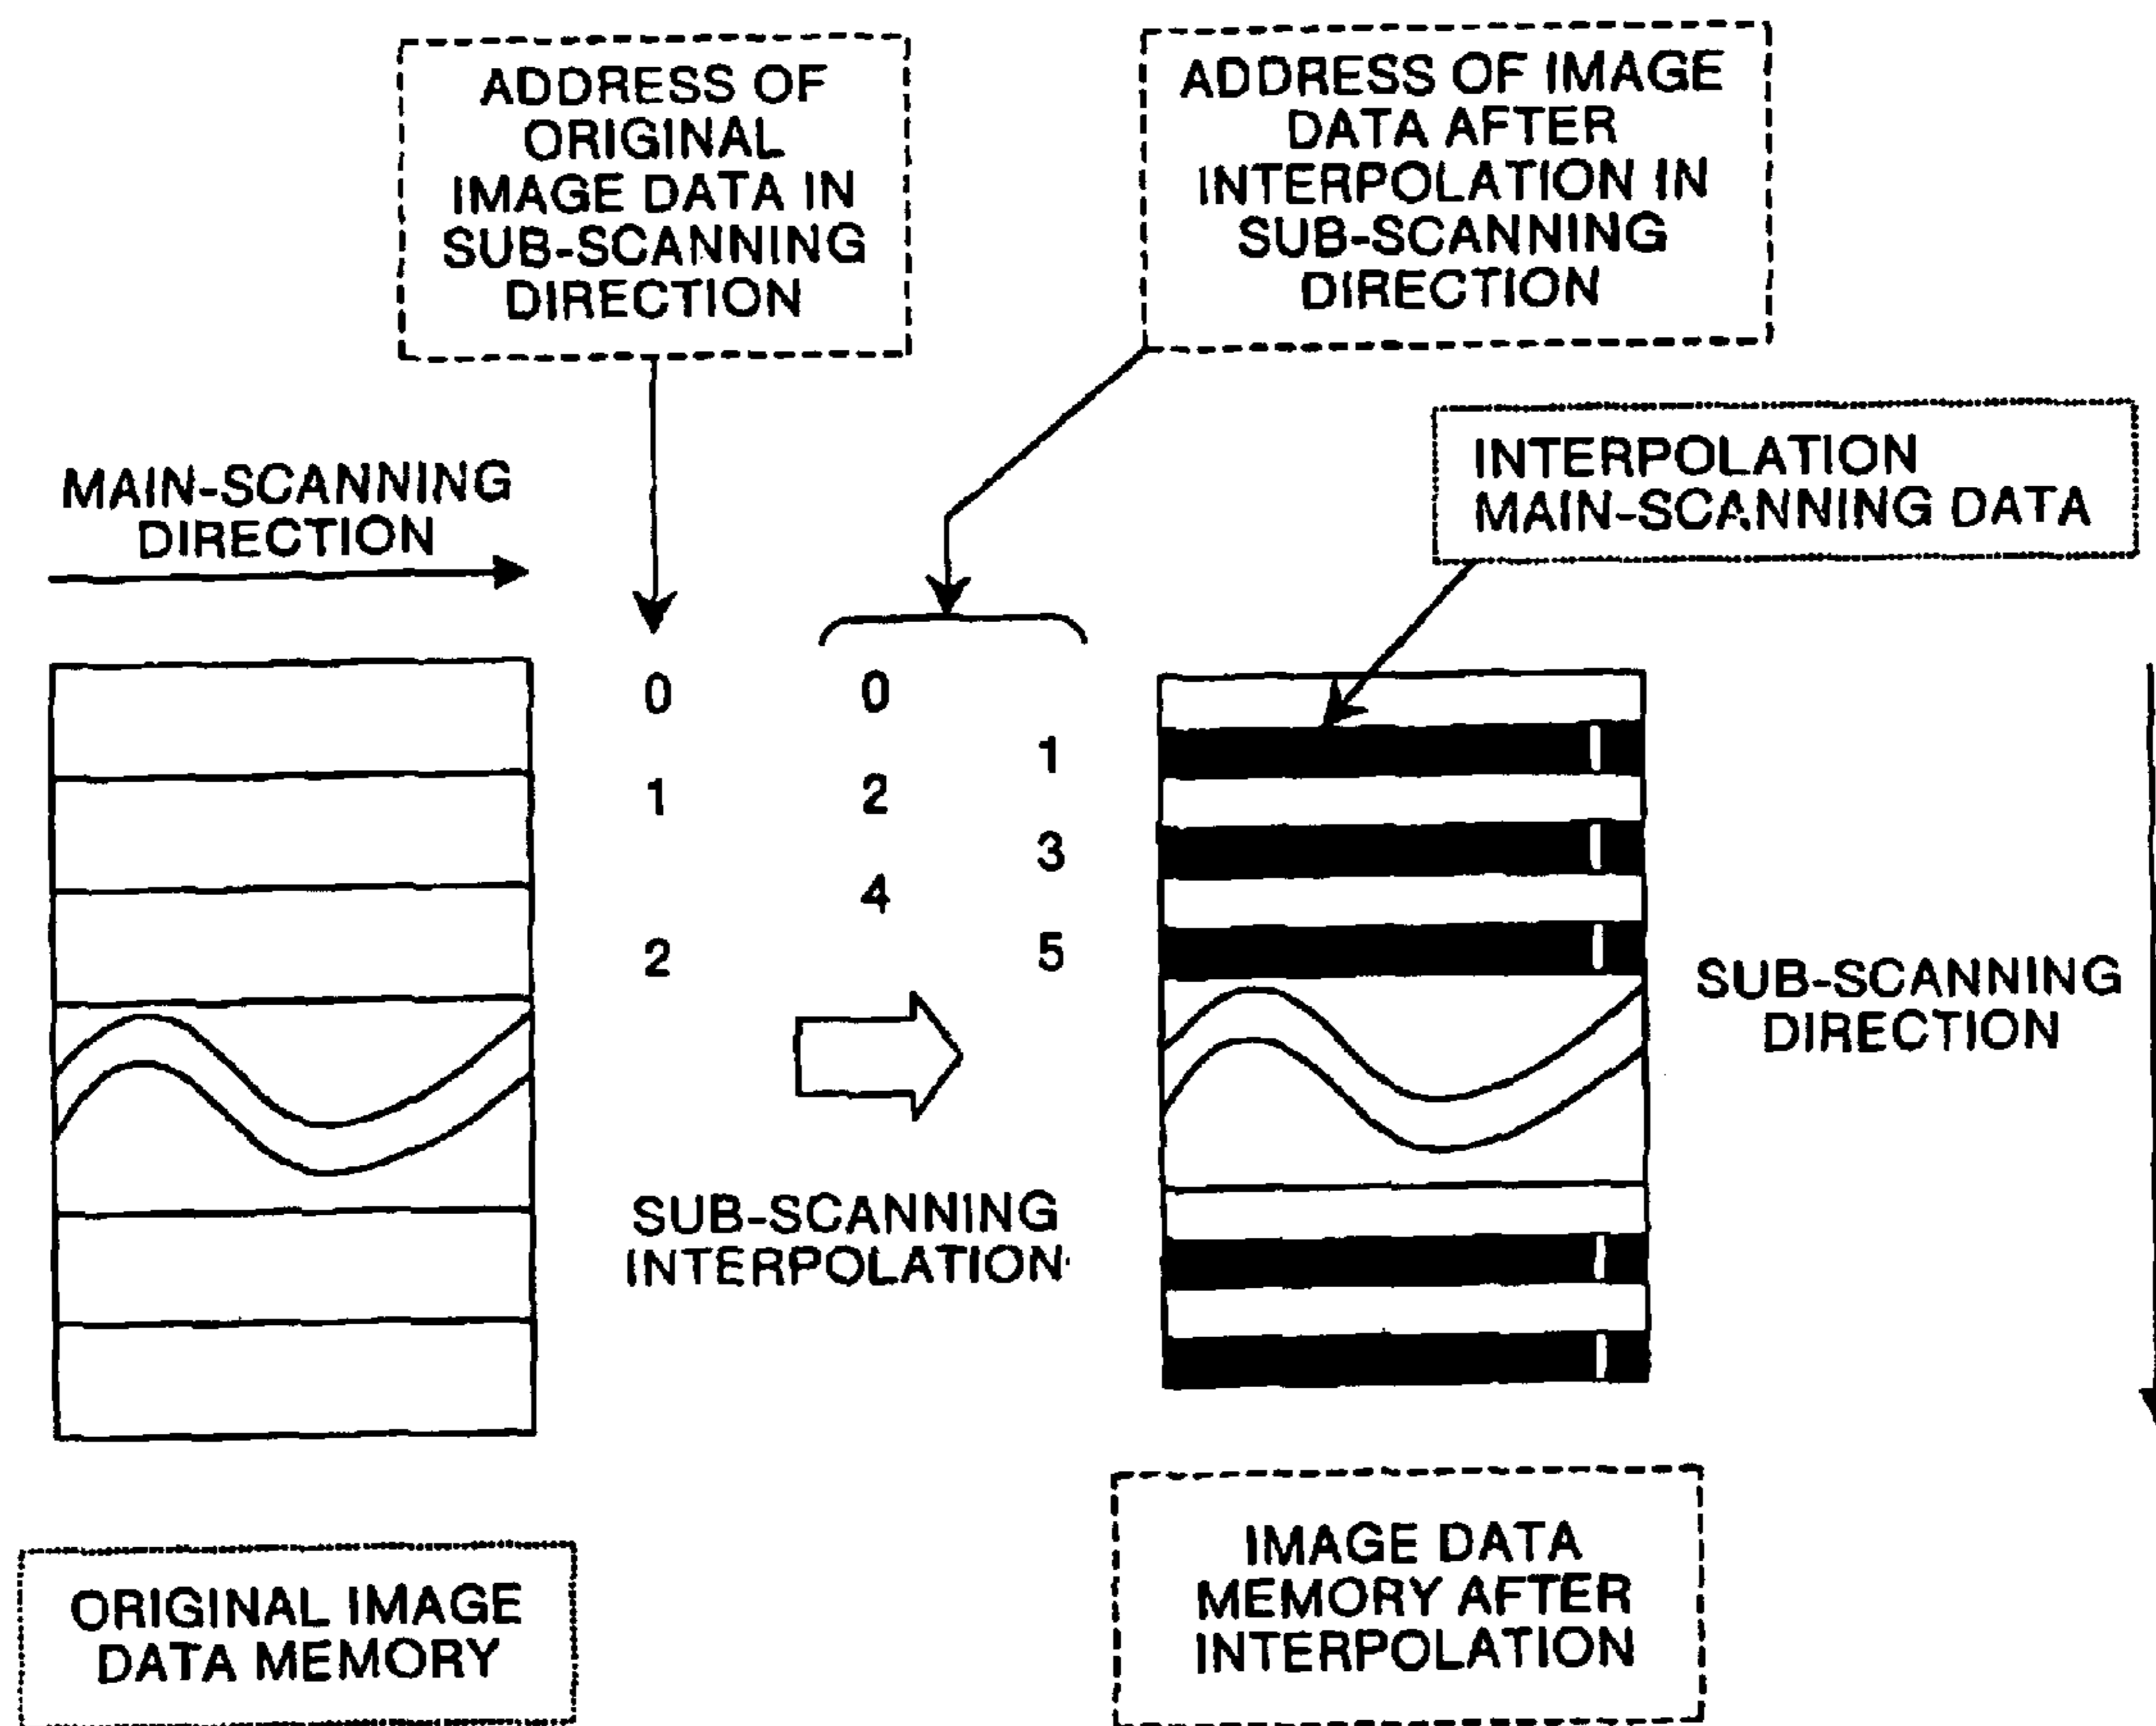 ADDRESS OF
ORIGINAL
IMAGE DATA IN
SUB-SCANNING
DIRECTION
ADDRESS OF IMAGE
DATA AFTER
INTERPOLATION IN
SUB-SCANNING
DIRECTION
INTERPOLATION
MAIN-SCANNING DATA
MAIN-SCANNING
DIRECTION
0 0
1
1 2
3
4
2 5
SUB-SCANNING
DIRECTION
SUB-SCANNING
INTERPOLATION
ORIGINAL IMAGE
DATA MEMORY
IMAGE DATA
MEMORY AFTER
INTERPOLATION